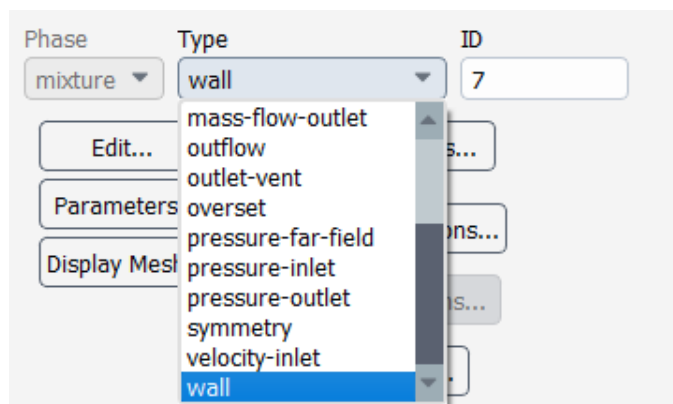 Phase Type ID
mixture wall 7
mass-flow-outlet
Edit... outflow s...
outlet-vent
Parameters overset
pressure-far-field ons...
Display Mesh pressure-inlet
pressure-outlet ns...
symmetry
velocity-inlet
wall .